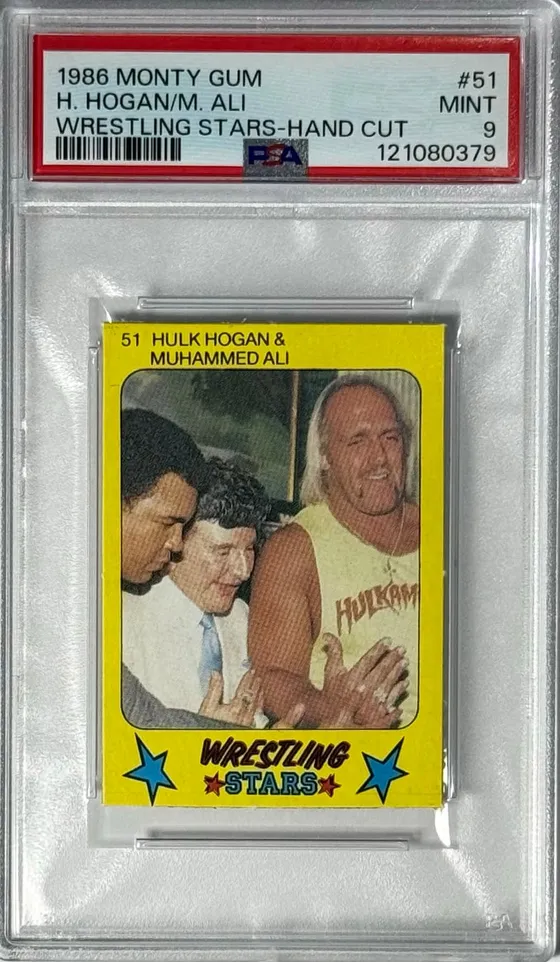 1986 MONTY GUM #51
H. HOGAN/M. ALI MINT
WRESTLING STARS-HAND CUT 9
PSA 121080379
51 HULK HOGAN &
MUHAMMED ALI
HULKAM
WRESTLING
STARS
PSA